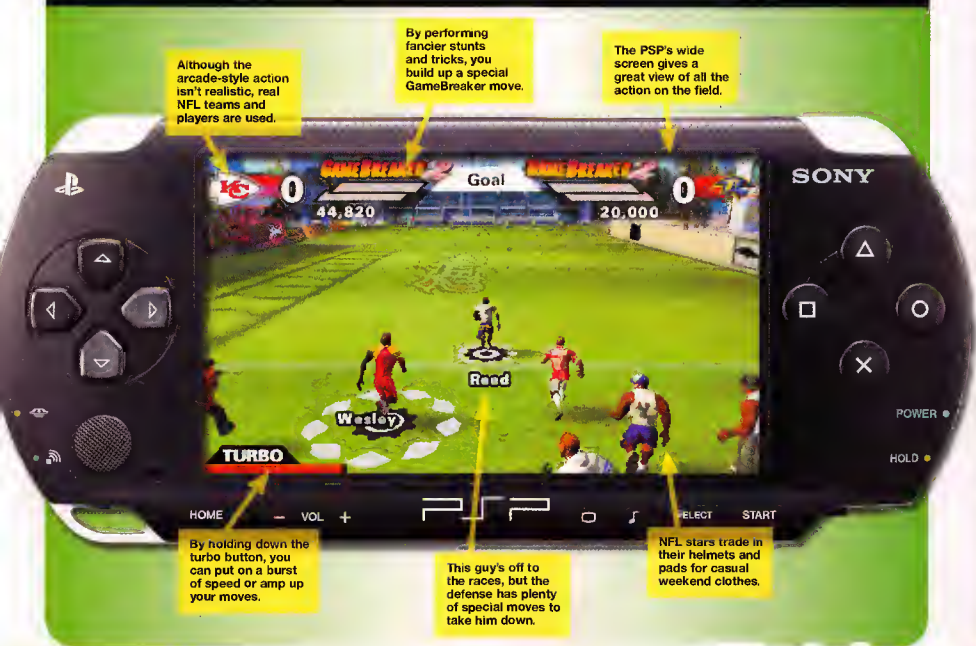 By performing
fancier stunts
and tricks, you
build up a special
GameBreaker move.
Although the
arcade-style action
isn't realistic, real
NFL teams and
players are used.
The PSP's wide
screen gives a
great view of all the
action on the field.
SONY
KC 0 GAMEBREAKER 2 Goal GAMEBREAKER 2 0
44,820 20,000
Reed
Wesley
TURBO
POWER
HOLD
HOME - VOL + PSP SELECT START
By holding down the
turbo button, you
can put on a burst
of speed or amp up
your moves.
This guy's off to
the races, but the
defense has plenty
of special moves to
take him down.
NFL stars trade in
their helmets and
pads for casual
weekend clothes.